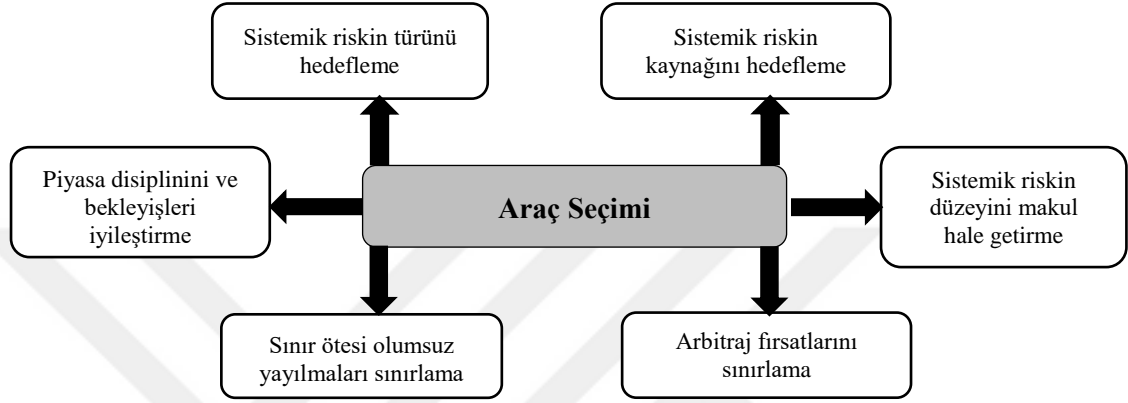 Sistemik riskin türünü
hedefleme
Sistemik riskin
kaynağını hedefleme
Piyasa disiplinini ve
bekleyişleri
iyileştirme
Araç Seçimi
Sistemik riskin
düzeyini makul
hale getirme
Sınır ötesi olumsuz
yayılmaları sınırlama
Arbitraj fırsatlarını
sınırlama